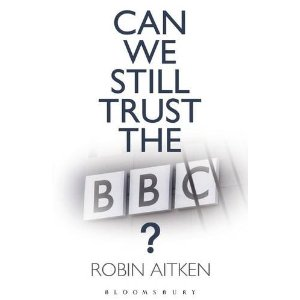 CAN
WE
STILL
TRUST
THE
BBC
?
ROBIN AITKEN
BLOOMSBURY